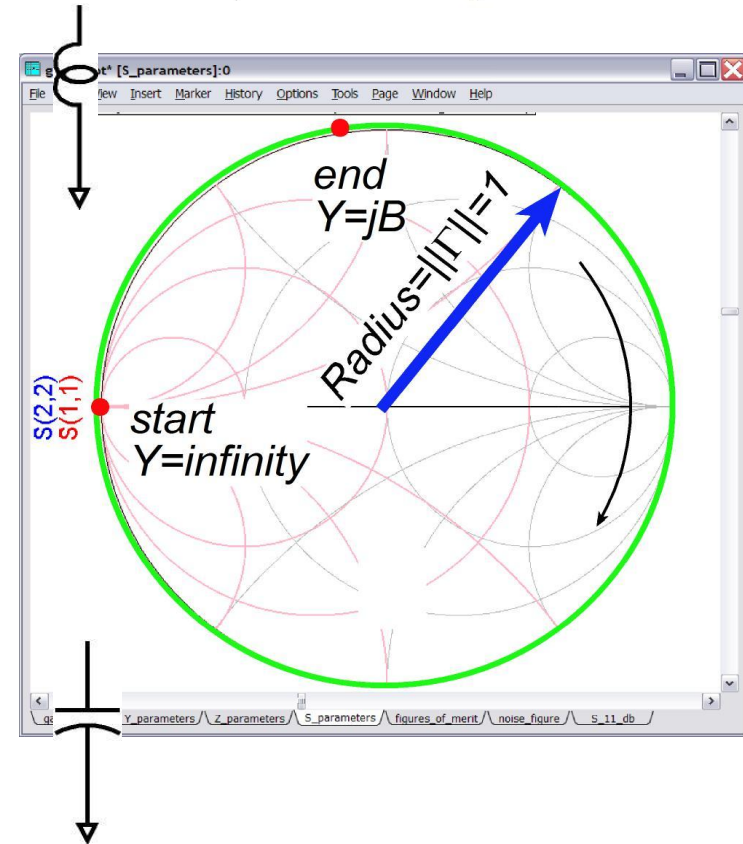 t* [S_parameters]:0
File
View Insert Marker History Options Tools Page Window Help
end
Y=jB
Radius=||Γ||=1
S(2,2)
S(1,1)
start
Y=infinity
Y_parameters Z_parameters S_parameters figures_of_merit noise_figure S_11_db